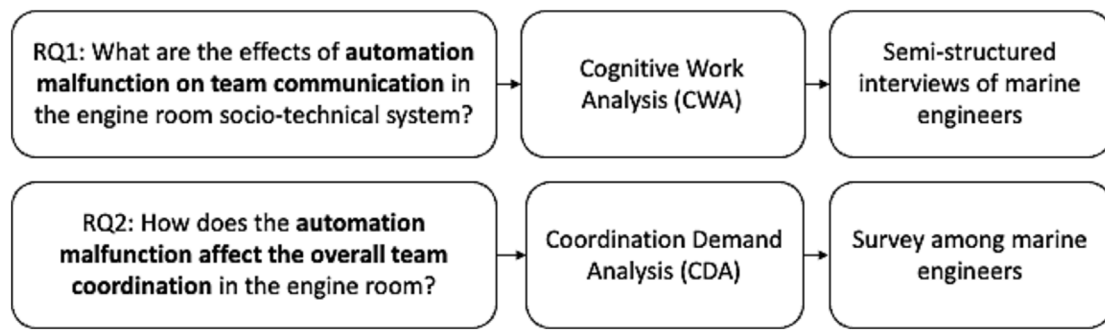 RQ1: What are the effects of automation
malfunction on team communication in
the engine room socio-technical system?
Cognitive Work
Analysis (CWA)
Semi-structured
interviews of marine
engineers
RQ2: How does the automation
malfunction affect the overall team
coordination in the engine room?
Coordination Demand
Analysis (CDA)
Survey among marine
engineers